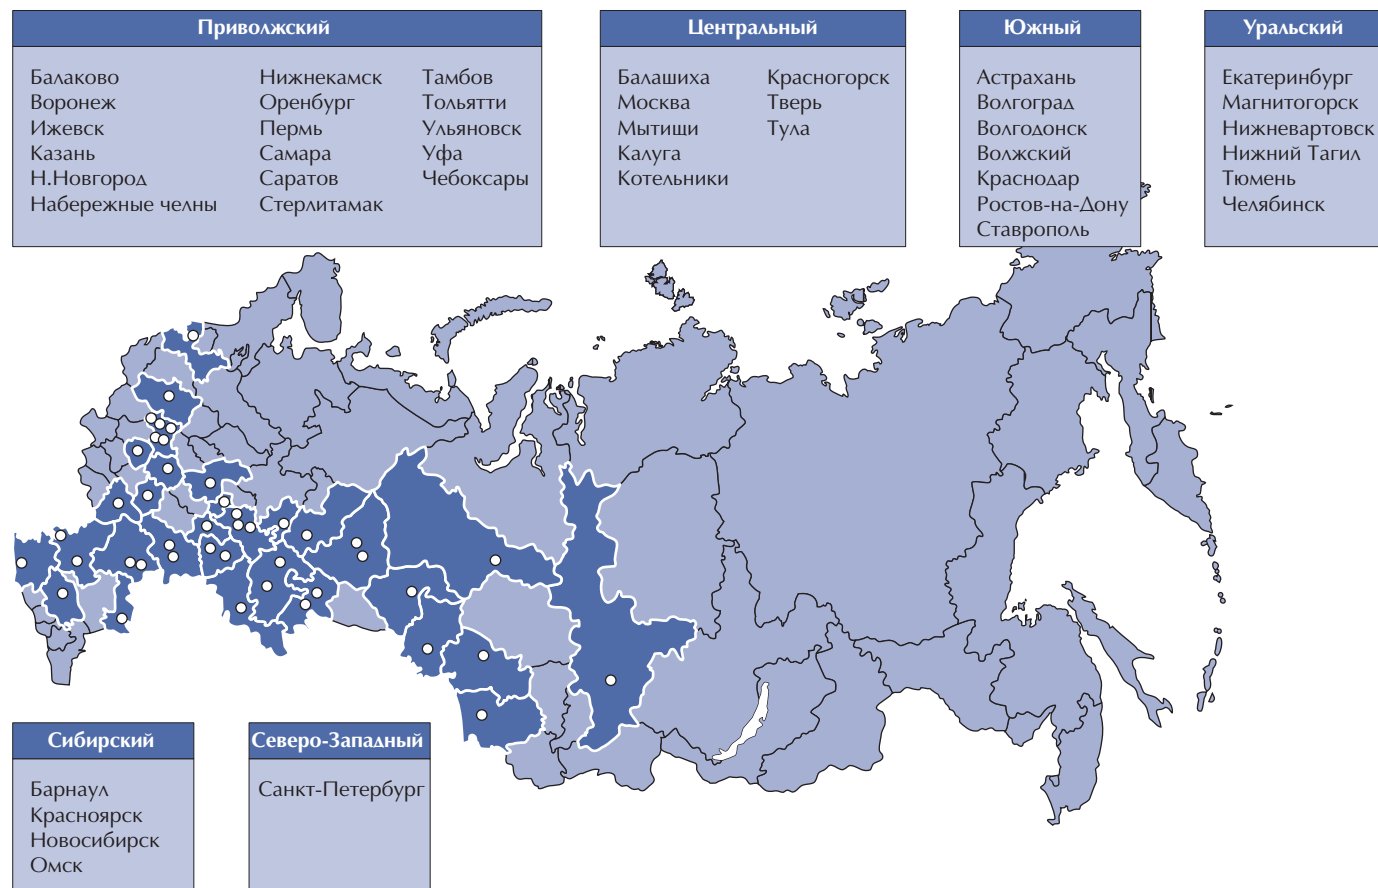 Приволжский
Балаково
Воронеж
Ижевск
Казань
Н.Новгород
Набережные челны
Нижнекамск
Оренбург
Пермь
Самара
Саратов
Стерлитамак
Тамбов
Тольятти
Ульяновск
Уфа
Чебоксары
Центральный
Балашиха
Москва
Мытищи
Калуга
Котельники
Красногорск
Тверь
Тула
Южный
Астрахань
Волгоград
Волгодонск
Волжский
Краснодар
Ростов-на-Дону
Ставрополь
Уральский
Екатеринбург
Магнитогорск
Нижневартовск
Нижний Тагил
Тюмень
Челябинск
Сибирский
Барнаул
Красноярск
Новосибирск
Омск
Северо-Западный
Санкт-Петербург